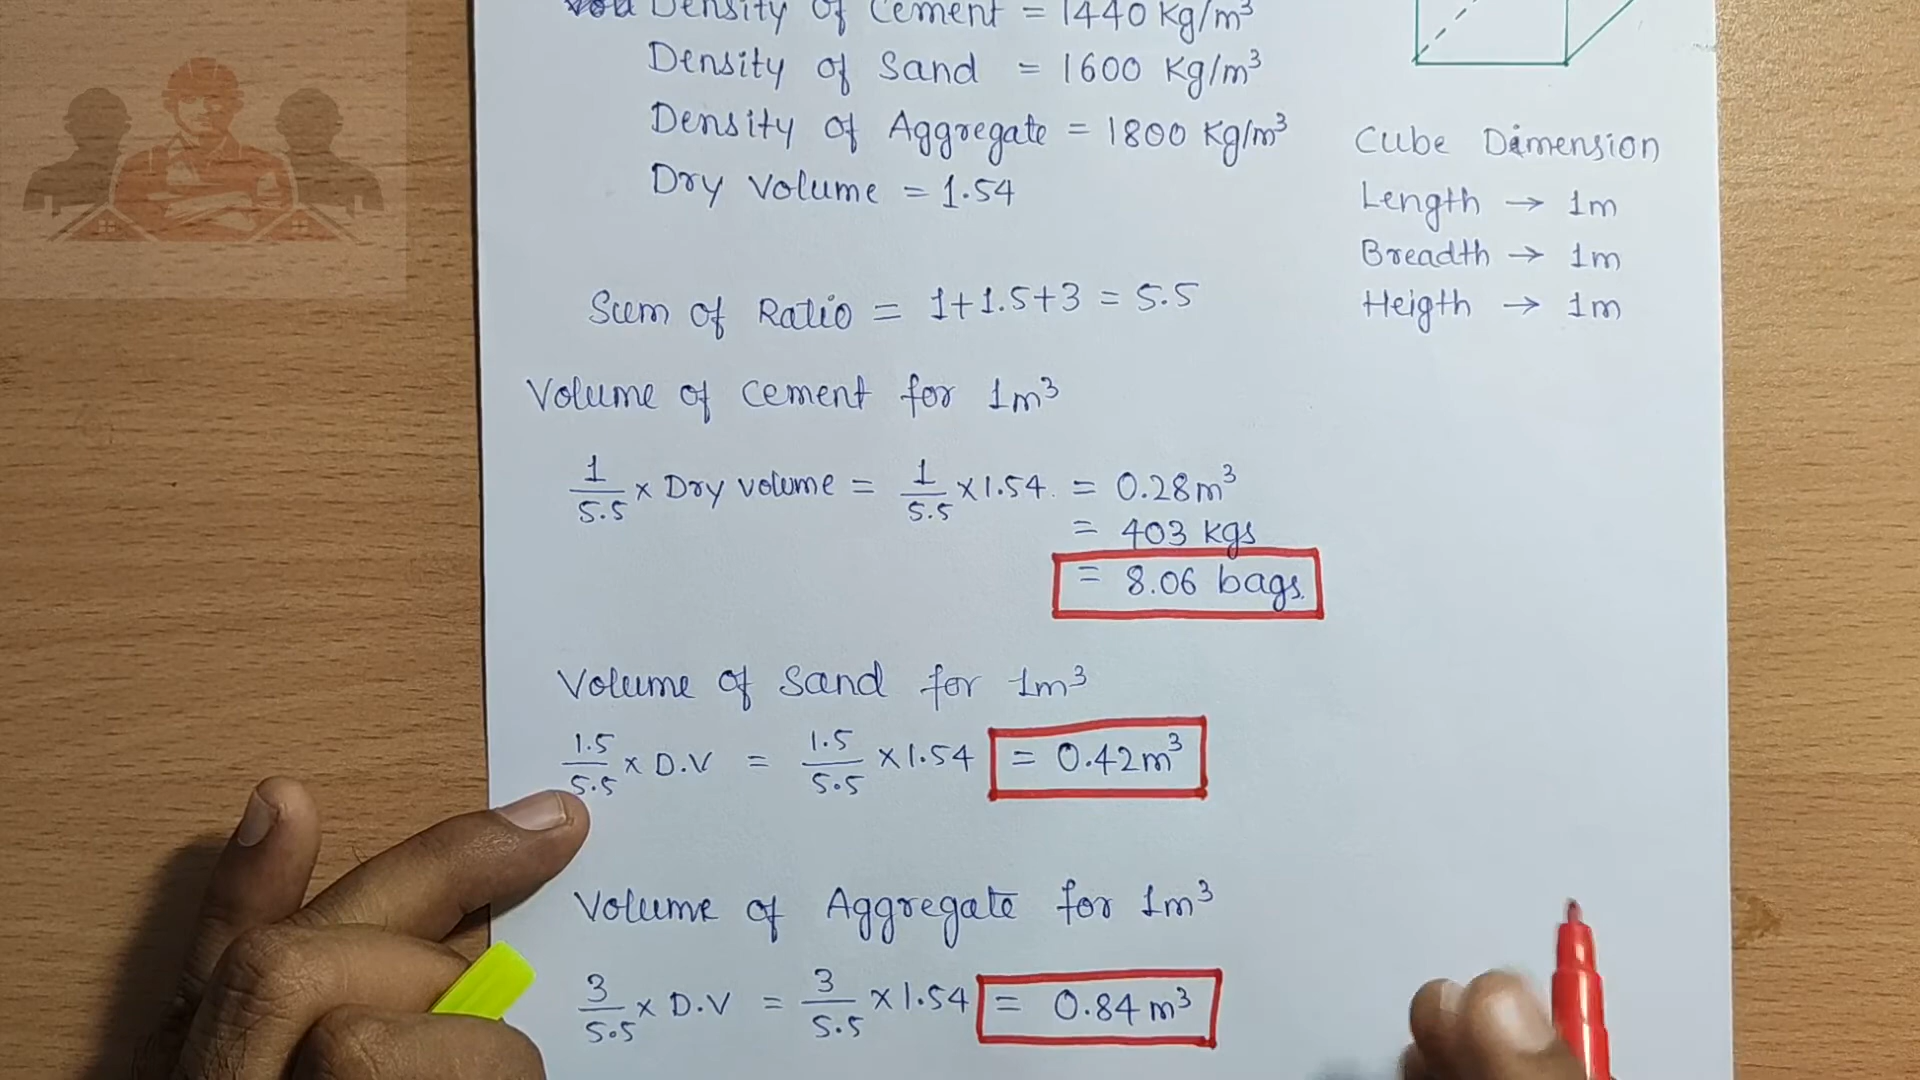 Density of Cement = 1440 Kg/m³
Density of Sand = 1600 Kg/m³
Density of Aggregate = 1800 Kg/m³
Dry Volume = 1.54
Cube Dimension
Length → 1m
Breadth → 1m
Heigth → 1m
Sum of Ratio = 1+1.5+3 = 5.5
Volume of Cement for 1m³
1/5.5 x Dry volume = 1/5.5 x 1.54. = 0.28m³
= 403 kgs
= 8.06 bags.
Volume of Sand for 1m³
1.5/5.5 x D.V = 1.5/5.5 x 1.54 = 0.42m³
Volume of Aggregate for 1m³
3/5.5 x D.V = 3/5.5 x 1.54 = 0.84 m³